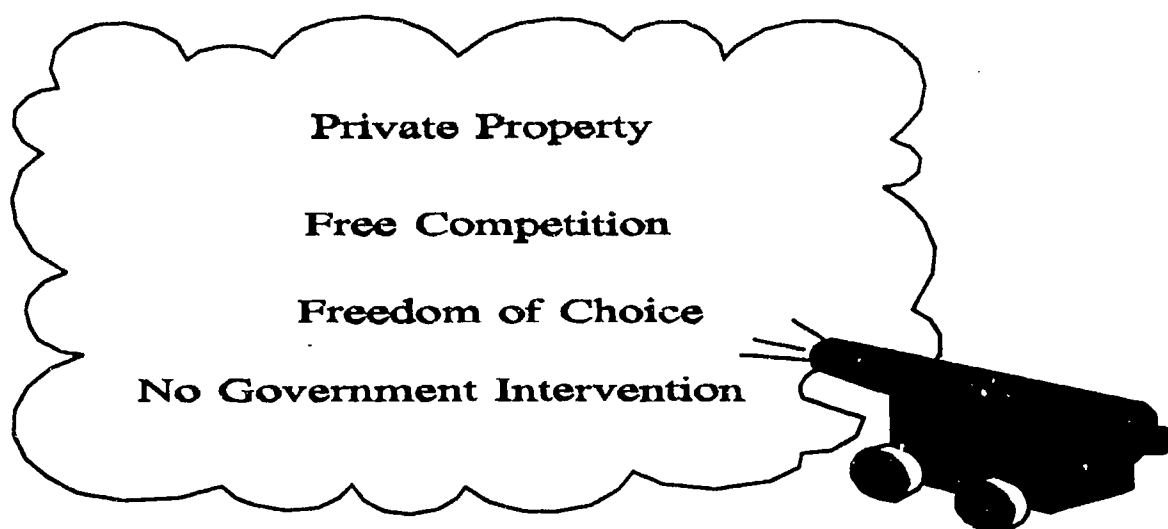 Private Property
Free Competition
Freedom of Choice
No Government Intervention